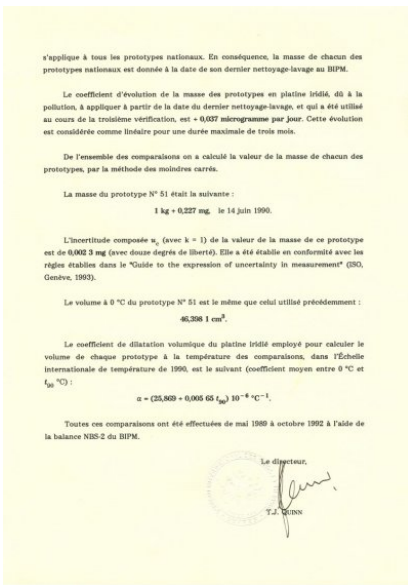 s'applique à tous les prototypes nationaux. En conséquence, la masse de chacun des
prototypes nationaux est donnée à la date de son dernier nettoyage-lavage au BIPM.
Le coefficient d'évolution de la masse des prototypes en platine iridié, dû à la
pollution, à appliquer à partir de la date du dernier nettoyage-lavage, et qui a été utilisé
au cours de la troisième vérification, est + 0,037 microgramme par jour. Cette évolution
est considérée comme linéaire pour une durée maximale de trois mois.
De l'ensemble des comparaisons on a calculé la valeur de la masse de chacun des
prototypes, par la méthode des moindres carrés.
La masse du prototype N° 51 était la suivante :
1 kg + 0,227 mg, le 14 juin 1990.
L'incertitude composée u_c (avec k = 1) de la valeur de la masse de ce prototype
est de 0,002 3 mg (avec douze degrés de liberté). Elle a été établie en conformité avec les
règles établies dans le "Guide to the expression of uncertainty in measurement" (ISO,
Genève, 1993).
Le volume à 0 °C du prototype N° 51 est le même que celui utilisé précédemment :
46,398 1 cm³.
Le coefficient de dilatation volumique du platine iridié employé pour calculer le
volume de chaque prototype à la température des comparaisons, dans l'Échelle
internationale de température de 1990, est le suivant (coefficient moyen entre 0 °C et
t₉₀ °C) :
α = (25,869 + 0,005 65 t₉₀) 10⁻⁶ °C⁻¹.
Toutes ces comparaisons ont été effectuées de mai 1989 à octobre 1992 à l'aide de
la balance NBS-2 du BIPM.
Le directeur,
T.J. QUINN